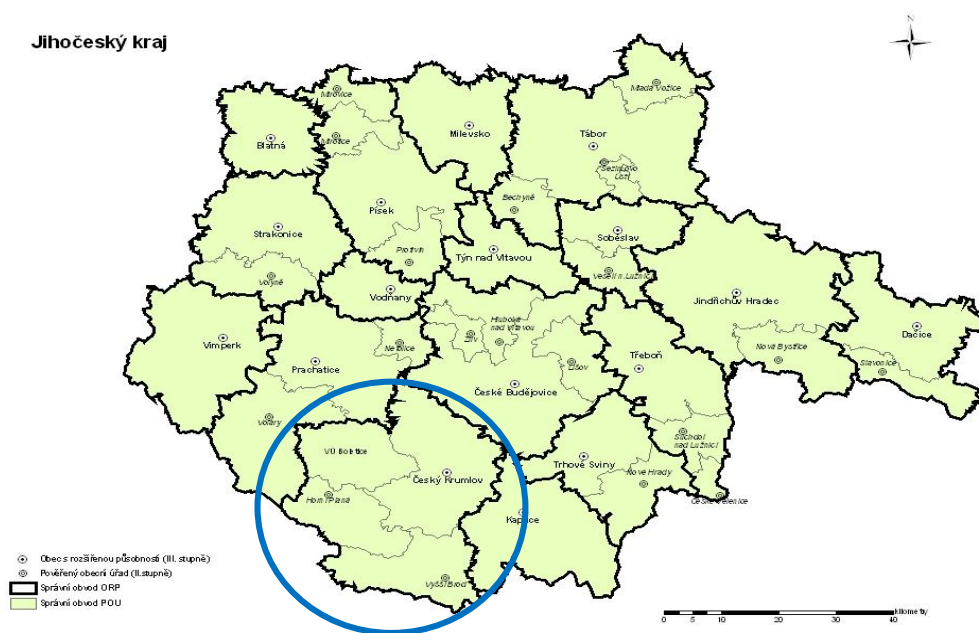 Jihočeský kraj
N
Mirovice
Mladá Vožice
Blatná
Mirotice
Milevsko
Tábor
Sezimovo
Ústí
Bechyně
Písek
Strakonice
Protivín
Týn nad Vltavou
Soběslav
Veselí n.Lužnicí
Volyně
Vodňany
Jindřichův Hradec
Dačice
Hluboká
nad Vltavou
Vimperk
Netolice
Prachatice
Lišov
Třeboň
Nová Bystřice
Slavonice
České Budějovice
Volary
VÚ Boletice
Český Krumlov
Horní Planá
Trhové Sviny
Suchdol
nad Lužnicí
Nové Hrady
České Velenice
Kaplice
Vyšší Brod
Obec s rozšířenou působností (III. stupně)
Pověřený obecní úřad (II.stupně)
Správní obvod ORP
Správní obvod POU
kilometry
0 5 10 20 30 40